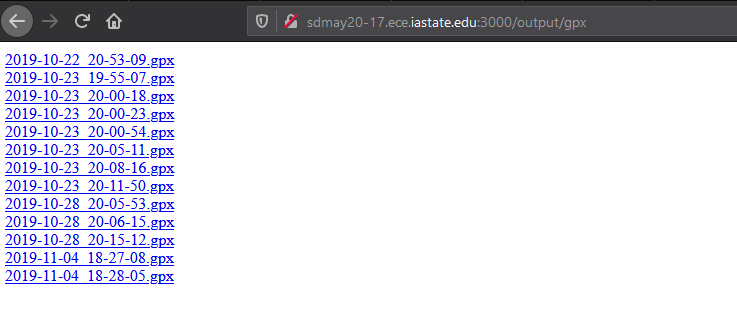 sdmay20-17.ece.iastate.edu:3000/output/gpx
2019-10-22_20-53-09.gpx
2019-10-23_19-55-07.gpx
2019-10-23_20-00-18.gpx
2019-10-23_20-00-23.gpx
2019-10-23_20-00-54.gpx
2019-10-23_20-05-11.gpx
2019-10-23_20-08-16.gpx
2019-10-23_20-11-50.gpx
2019-10-28_20-05-53.gpx
2019-10-28_20-06-15.gpx
2019-10-28_20-15-12.gpx
2019-11-04_18-27-08.gpx
2019-11-04_18-28-05.gpx